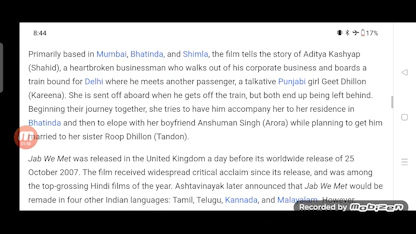 8:44
17%
Primarily based in Mumbai, Bhatinda, and Shimla, the film tells the story of Aditya Kashyap
(Shahid), a heartbroken businessman who walks out of his corporate business and boards a
train bound for Delhi where he meets another passenger, a talkative Punjabi girl Geet Dhillon
(Kareena). She is sent off aboard when he gets off the train, but both end up being left behind.
Beginning their journey together, she tries to have him accompany her to her residence in
Bhatinda and then to elope with her boyfriend Anshuman Singh (Arora) while planning to get him
married to her sister Roop Dhillon (Tandon).
Jab We Met was released in the United Kingdom a day before its worldwide release of 25
October 2007. The film received widespread critical acclaim since its release, and was among
the top-grossing Hindi films of the year. Ashtavinayak later announced that Jab We Met would be
remade in four other Indian languages: Tamil, Telugu, Kannada, and Malayalam. However
Recorded by Mobizen